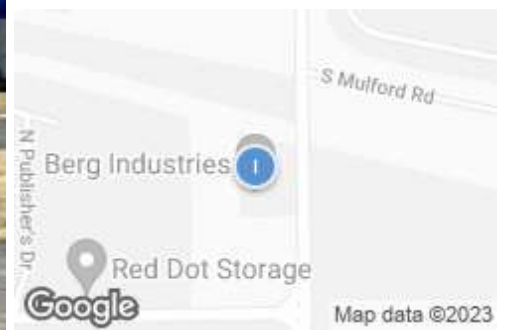 S Mulford Rd
N Publisher's Dr
Berg Industries
Red Dot Storage
Google
Map data ©2023